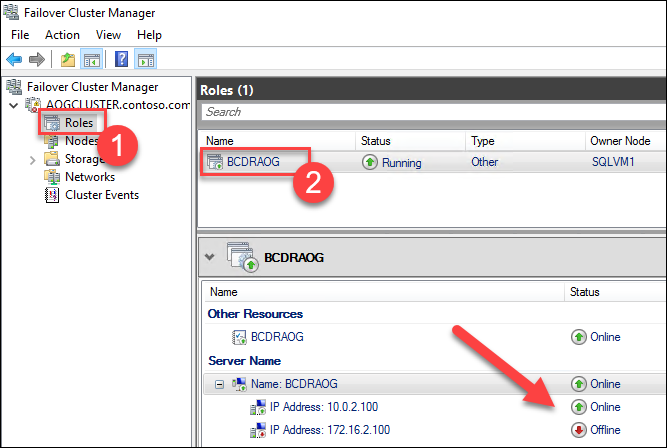 Failover Cluster Manager
File Action View Help
?
Failover Cluster Manager
AOGCLUSTER.contoso.com
Roles
1
Nodes
Storage
Networks
Cluster Events
Roles (1)
Search
Name Status Type Owner Node
BCDRAOG Running Other SQLVM1
2
BCDRAOG
Name Status
Other Resources
BCDRAOG Online
Server Name
Name: BCDRAOG Online
IP Address: 10.0.2.100 Online
IP Address: 172.16.2.100 Offline